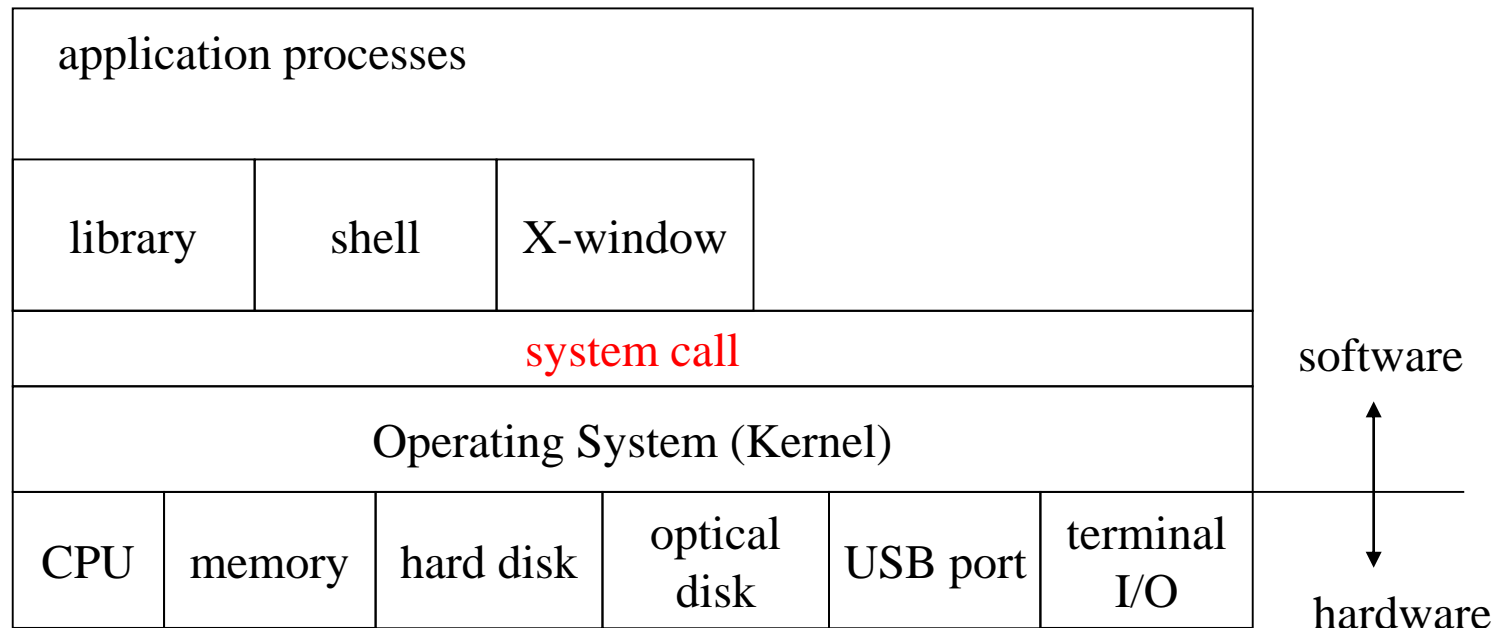 application processes
library
shell
X-window
system call
software
Operating System (Kernel)
CPU
memory
hard disk
optical
disk
USB port
terminal
I/O
hardware